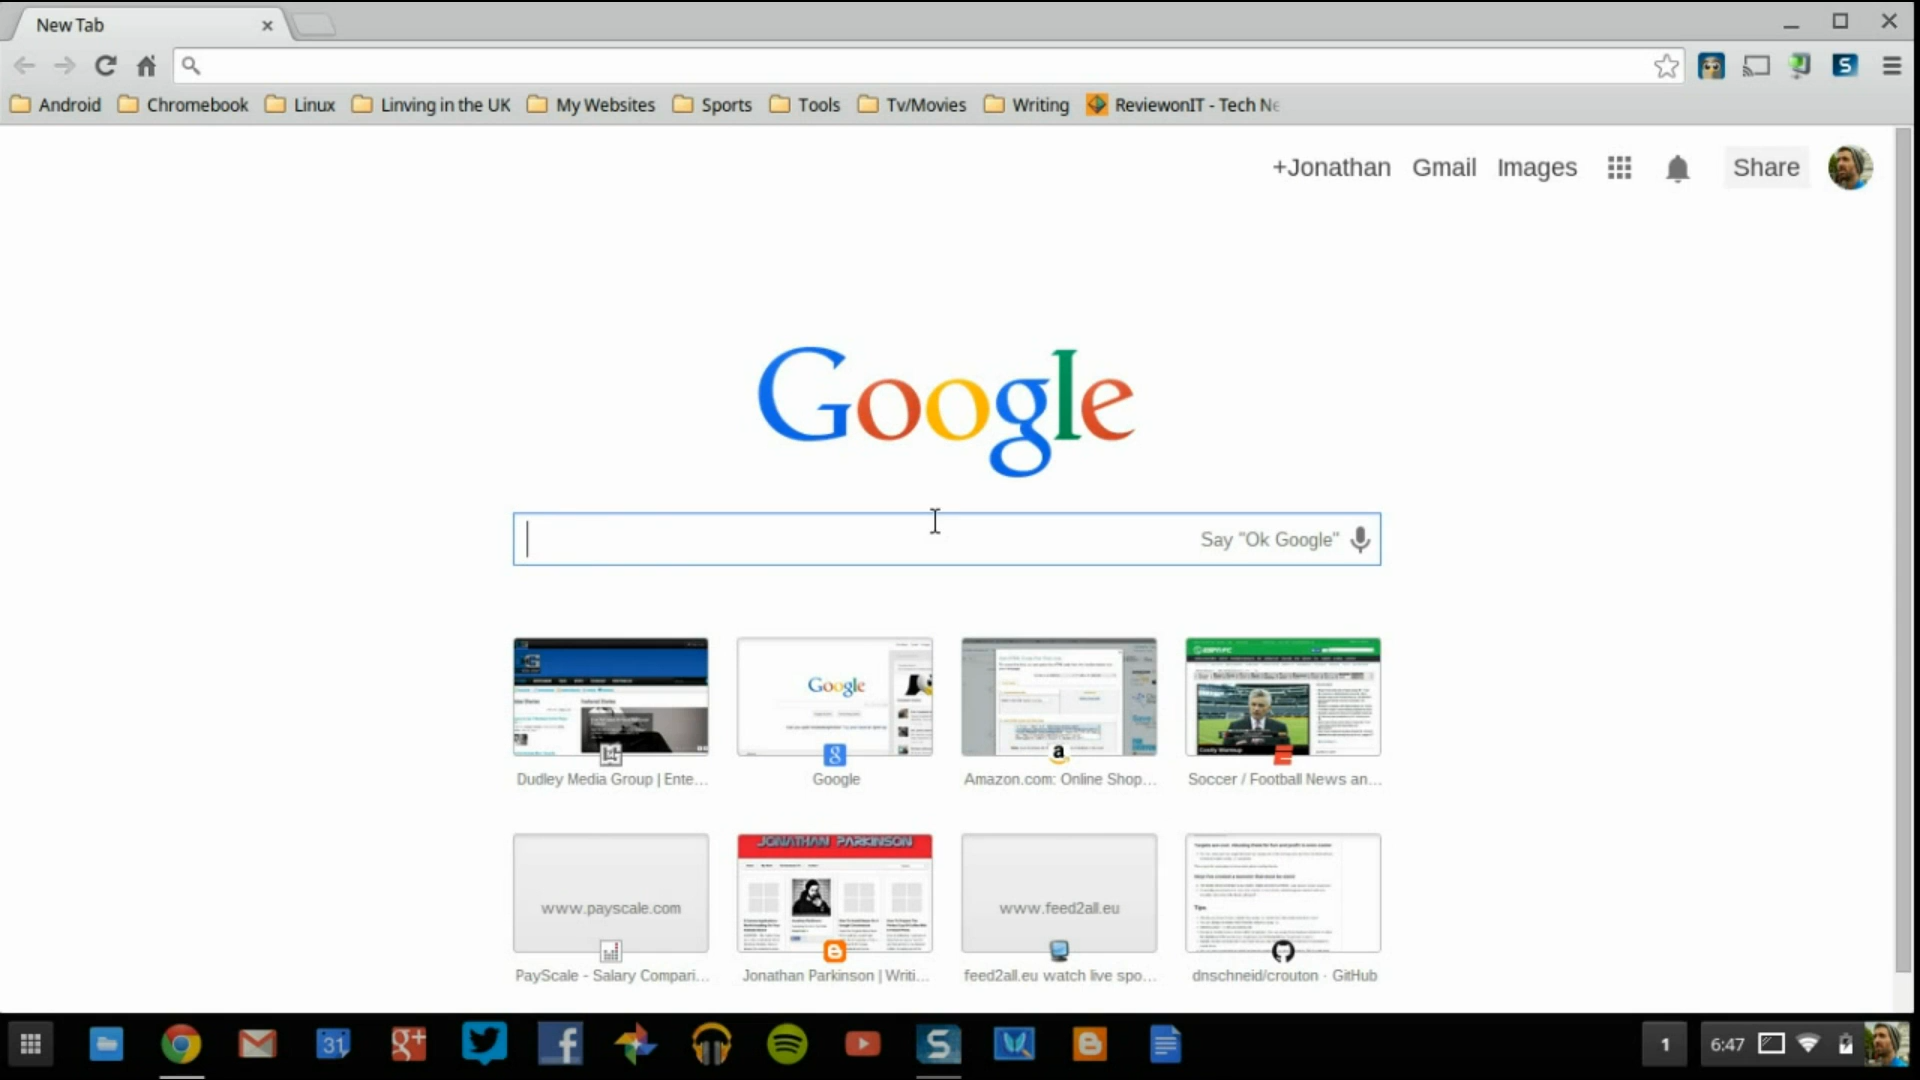 New Tab
Android Chromebook Linux Linving in the UK My Websites Sports Tools Tv/Movies Writing ReviewonIT - Tech Ne
+Jonathan Gmail Images Share
Google
Say "Ok Google"
Google
ESPN FC
Dudley Media Group | Ente... Google Amazon.com: Online Shop... Soccer / Football News an...
JONATHAN PARKINSON
Tips
www.payscale.com www.feed2all.eu
PayScale - Salary Compari... Jonathan Parkinson | Writi... feed2all.eu watch live spo... dnschneid/crouton · GitHub
31 g+ f S 1 6:47